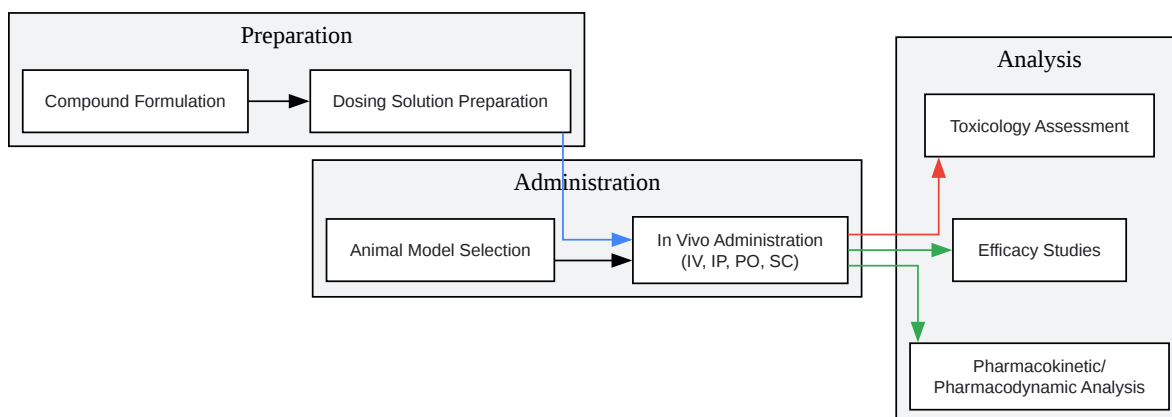 Preparation
Compound Formulation
Dosing Solution Preparation
Administration
Animal Model Selection
In Vivo Administration
(IV, IP, PO, SC)
Analysis
Toxicology Assessment
Efficacy Studies
Pharmacokinetic/
Pharmacodynamic Analysis